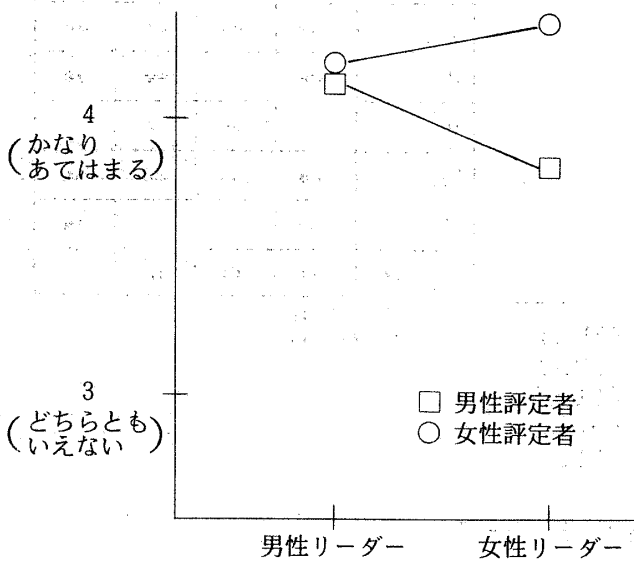 4
(かなり
あてはまる)
3
(どちらとも
いえない)
□ 男性評定者
○ 女性評定者
男性リーダー
女性リーダー